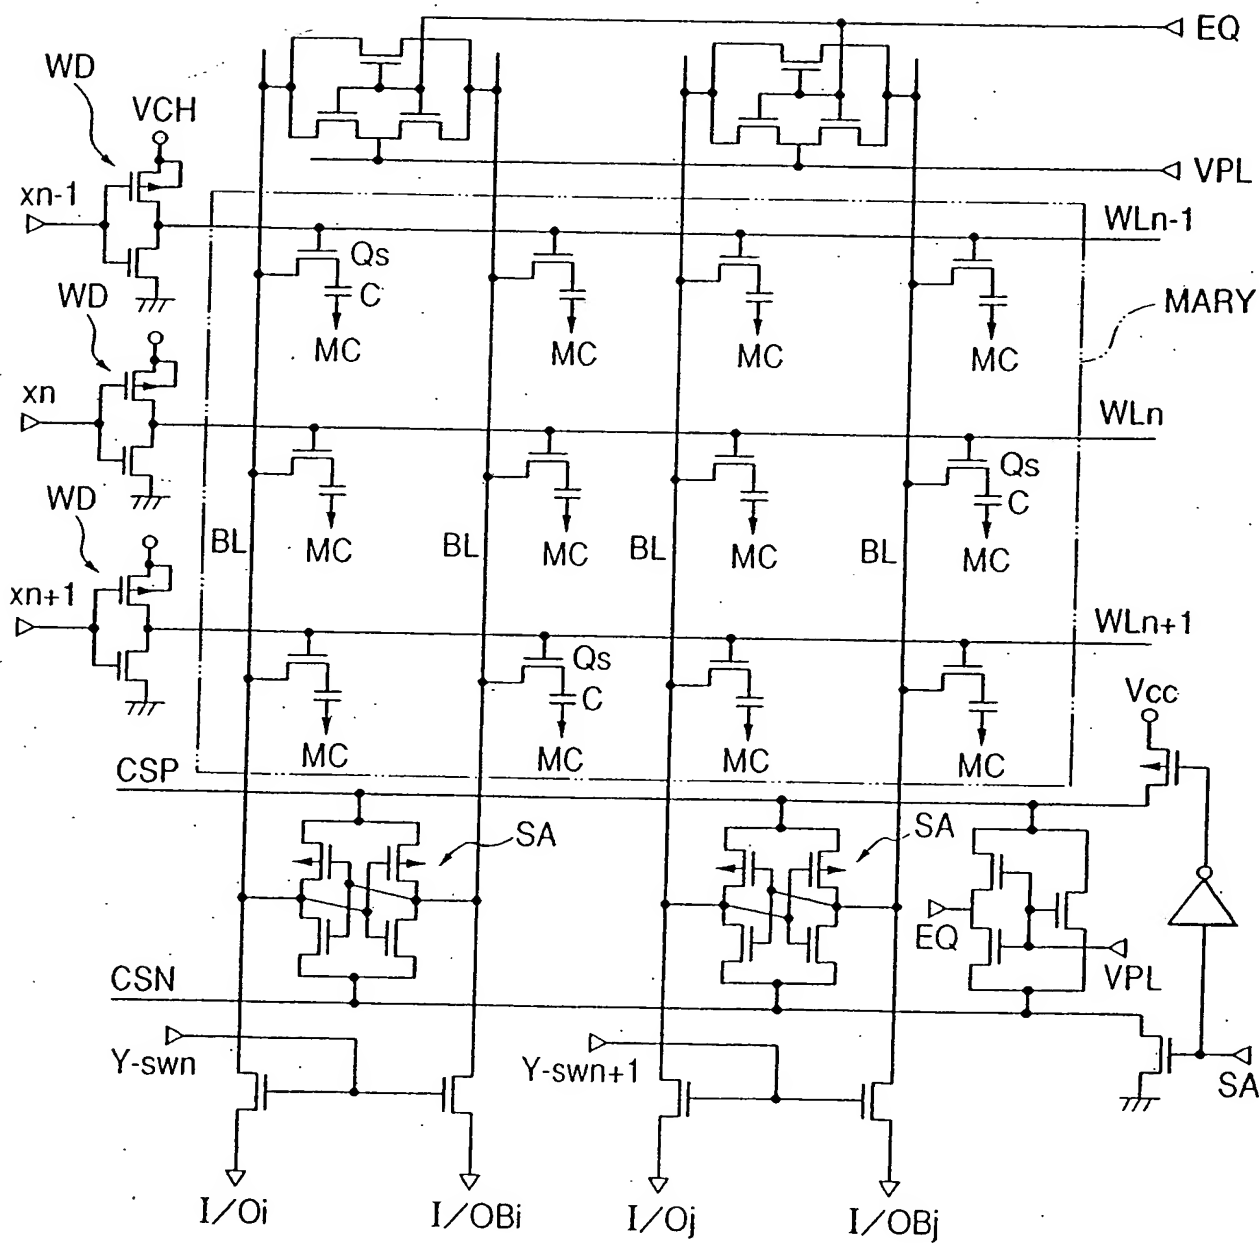 EQ
WD
VCH
VPL
xn-1
WLn-1
Qs
C
WD
MARY
MC
MC
MC
MC
xn
WLn
Qs
C
WD
BL
MC
BL
MC
BL
MC
BL
MC
xn+1
WLn+1
Qs
C
Vcc
MC
MC
MC
MC
CSP
SA
SA
EQ
CSN
VPL
Y-swn
Y-swn+1
SA
I/Oi
I/OBi
I/Oj
I/OBj